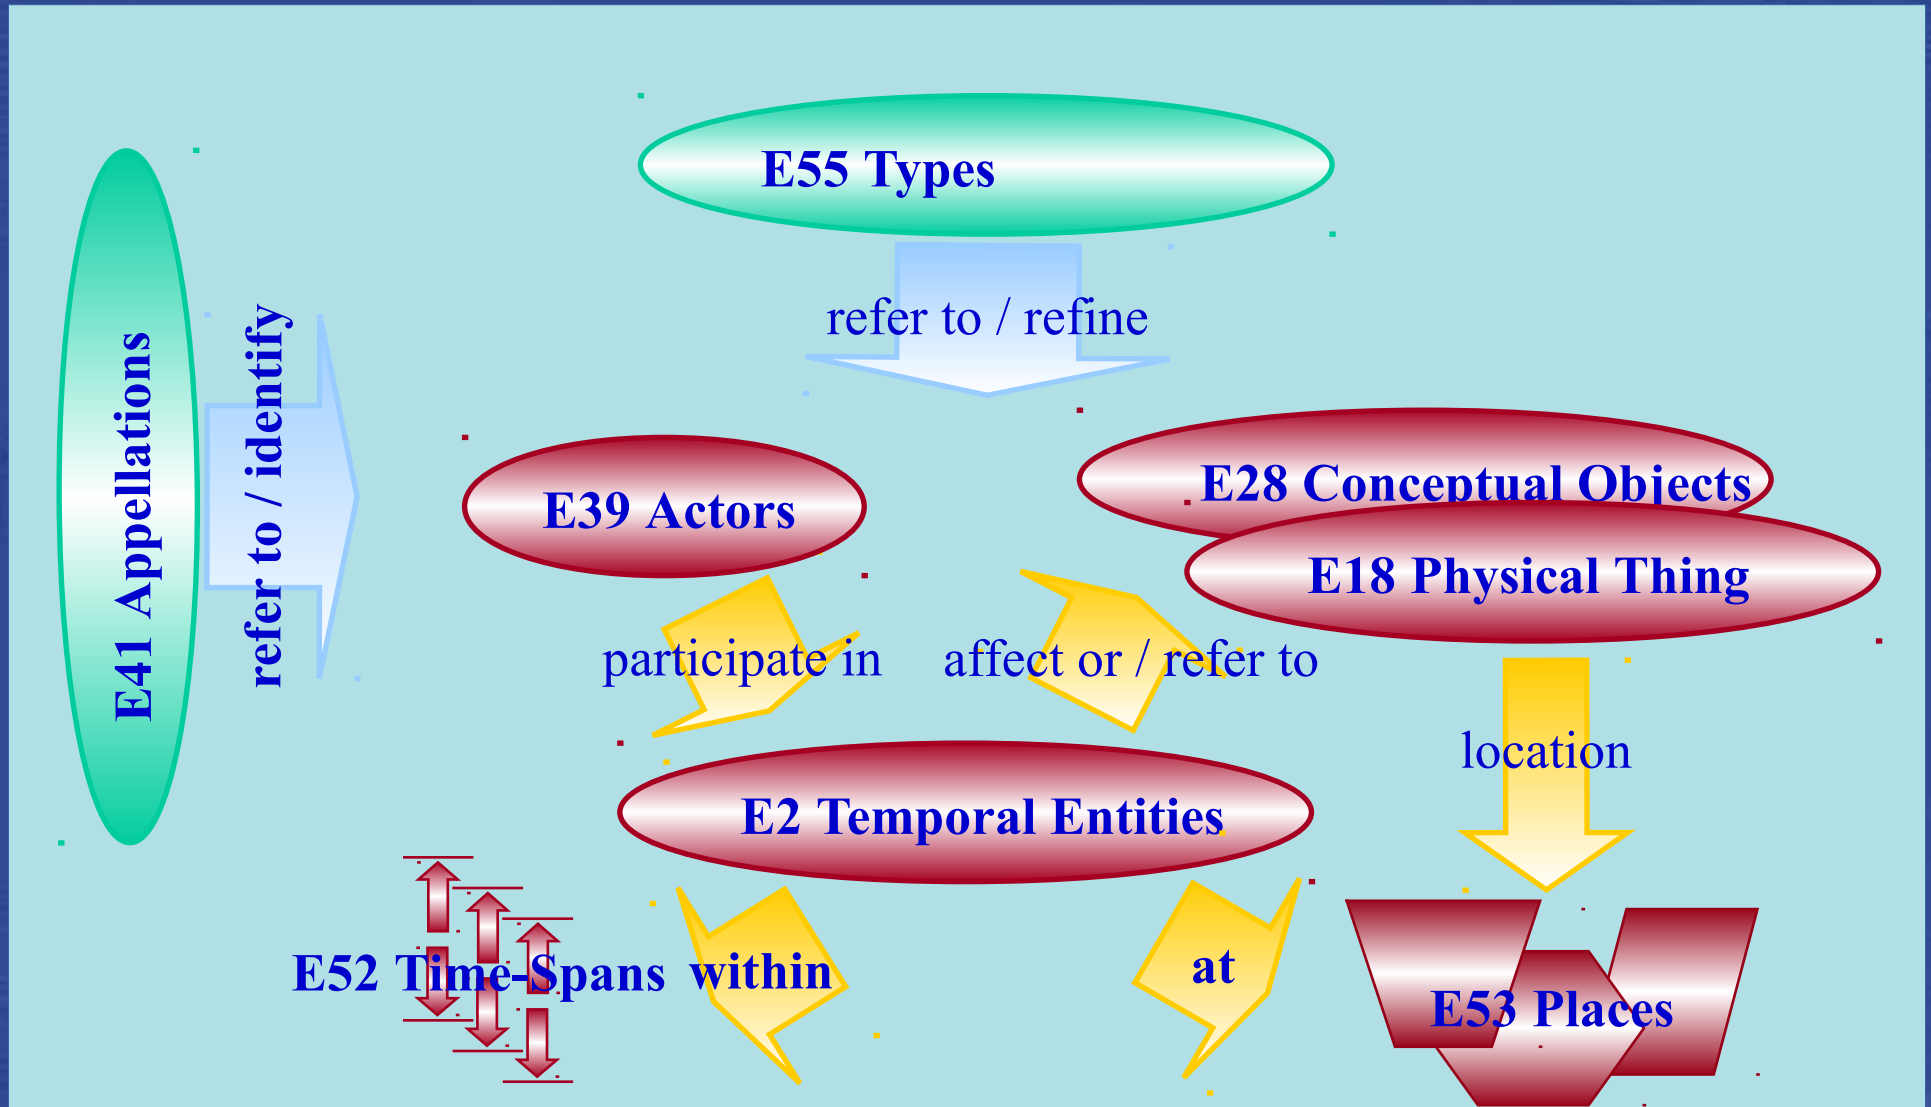 E55 Types
refer to / refine
E41 Appellations
refer to / identify
E39 Actors
E28 Conceptual Objects
E18 Physical Thing
participate in
affect or / refer to
location
E2 Temporal Entities
E52 Time-Spans
within
at
E53 Places